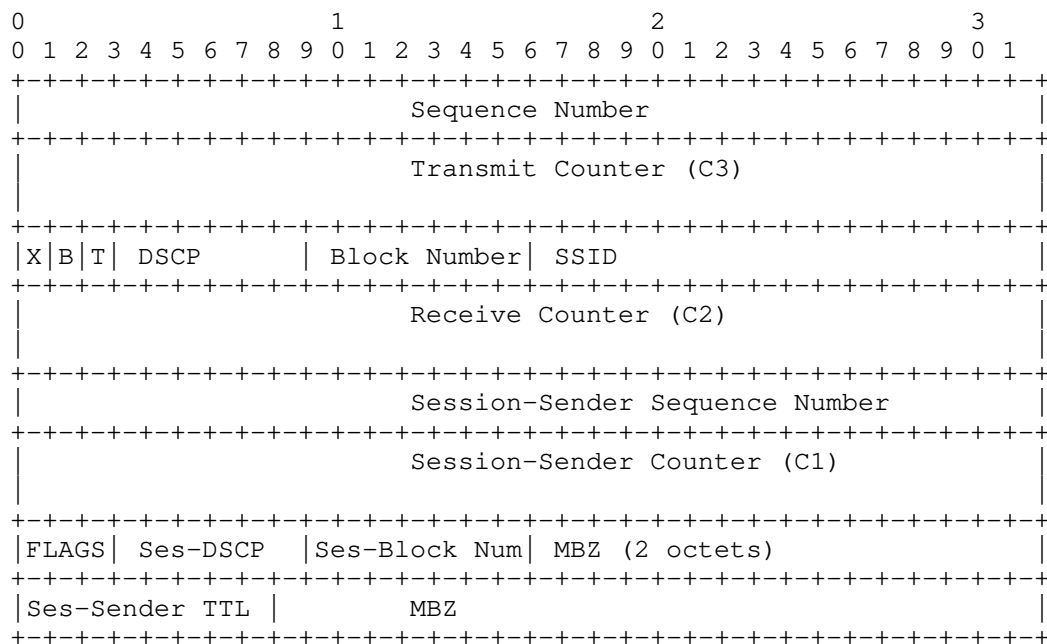 0                   1                   2                   3
0 1 2 3 4 5 6 7 8 9 0 1 2 3 4 5 6 7 8 9 0 1 2 3 4 5 6 7 8 9 0 1
+-+-+-+-+-+-+-+-+-+-+-+-+-+-+-+-+-+-+-+-+-+-+-+-+-+-+-+-+-+-+-+-+
|                        Sequence Number                        |
+-+-+-+-+-+-+-+-+-+-+-+-+-+-+-+-+-+-+-+-+-+-+-+-+-+-+-+-+-+-+-+-+
|                        Transmit Counter (C3)                  |
|                                                               |
+-+-+-+-+-+-+-+-+-+-+-+-+-+-+-+-+-+-+-+-+-+-+-+-+-+-+-+-+-+-+-+-+
|X|B|T| DSCP      | Block Number| SSID                          |
+-+-+-+-+-+-+-+-+-+-+-+-+-+-+-+-+-+-+-+-+-+-+-+-+-+-+-+-+-+-+-+-+
|                        Receive Counter (C2)                   |
|                                                               |
+-+-+-+-+-+-+-+-+-+-+-+-+-+-+-+-+-+-+-+-+-+-+-+-+-+-+-+-+-+-+-+-+
|                        Session-Sender Sequence Number         |
+-+-+-+-+-+-+-+-+-+-+-+-+-+-+-+-+-+-+-+-+-+-+-+-+-+-+-+-+-+-+-+-+
|                        Session-Sender Counter (C1)            |
|                                                               |
+-+-+-+-+-+-+-+-+-+-+-+-+-+-+-+-+-+-+-+-+-+-+-+-+-+-+-+-+-+-+-+-+
|FLAGS| Ses-DSCP  |Ses-Block Num| MBZ (2 octets)                |
+-+-+-+-+-+-+-+-+-+-+-+-+-+-+-+-+-+-+-+-+-+-+-+-+-+-+-+-+-+-+-+-+
|Ses-Sender TTL |        MBZ                                    |
+-+-+-+-+-+-+-+-+-+-+-+-+-+-+-+-+-+-+-+-+-+-+-+-+-+-+-+-+-+-+-+-+